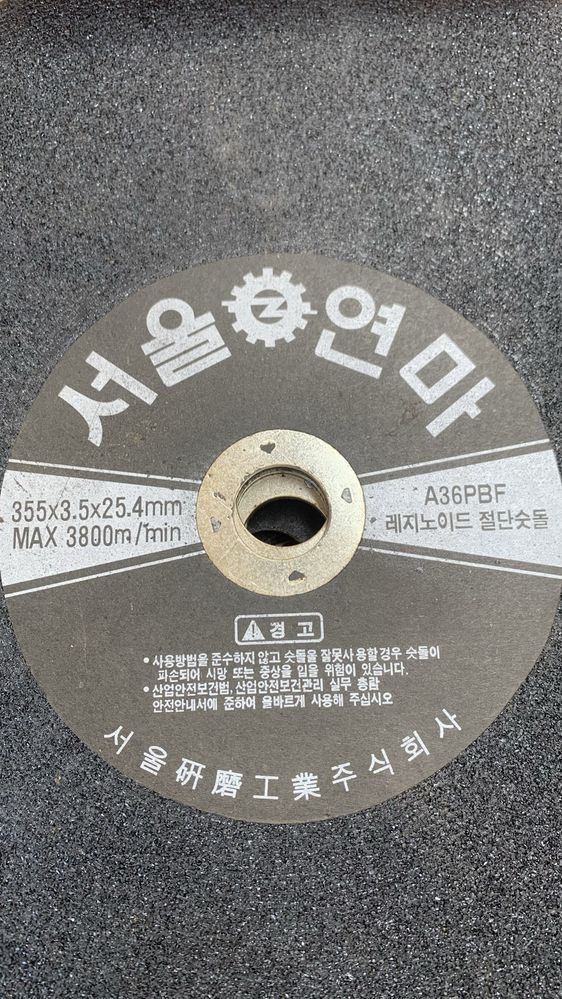 서울연마
355x3.5x25.4mm
MAX 3800m/min
A36PBF
레지노이드 절단숫돌
경고
• 사용방법을 준수하지 않고 숫돌을 잘못사용할경우 숫돌이
파손되어 시망 또는 중상을 입을 위험이 있습니다.
• 산업안전보건법, 산업안전보건관리 실무 총람
안전안내서에 준하여 올바르게 사용해 주십시오
서울硏磨工業주식회사